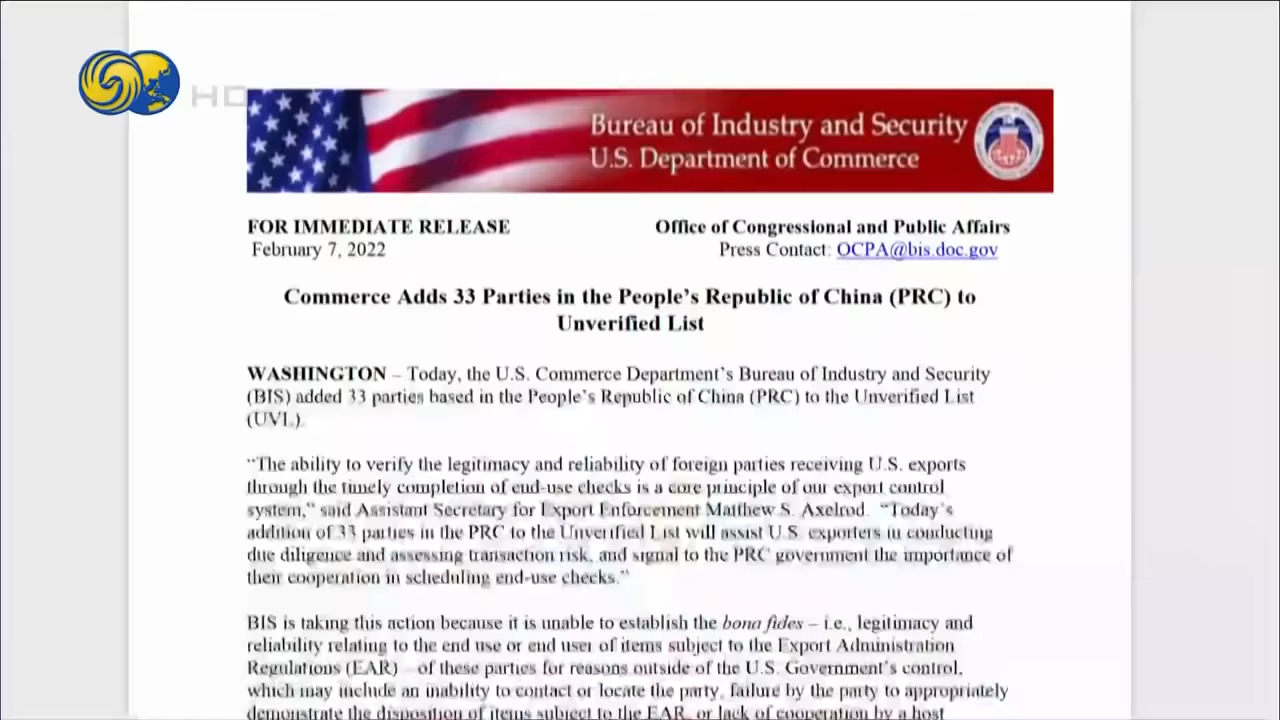 HD
Bureau of Industry and Security
U.S. Department of Commerce
FOR IMMEDIATE RELEASE
Office of Congressional and Public Affairs
February 7, 2022
Press Contact: OCPA@bis.doc.gov
Commerce Adds 33 Parties in the People's Republic of China (PRC) to
Unverified List
WASHINGTON – Today, the U.S. Commerce Department's Bureau of Industry and Security
(BIS) added 33 parties based in the People's Republic of China (PRC) to the Unverified List
(UVL).
“The ability to verify the legitimacy and reliability of foreign parties receiving U.S. exports
through the timely completion of end-use checks is a core principle of our export control
system,” said Assistant Secretary for Export Enforcement Matthew S. Axelrod. “Today's
addition of 33 parties in the PRC to the Unverified List will assist U.S. exporters in conducting
due diligence and assessing transaction risk, and signal to the PRC government the importance of
their cooperation in scheduling end-use checks.”
BIS is taking this action because it is unable to establish the bona fides – i.e., legitimacy and
reliability relating to the end use or end user of items subject to the Export Administration
Regulations (EAR) – of these parties for reasons outside of the U.S. Government's control,
which may include an inability to contact or locate the party, failure by the party to appropriately
demonstrate the disposition of items subject to the EAR, or lack of cooperation by a host